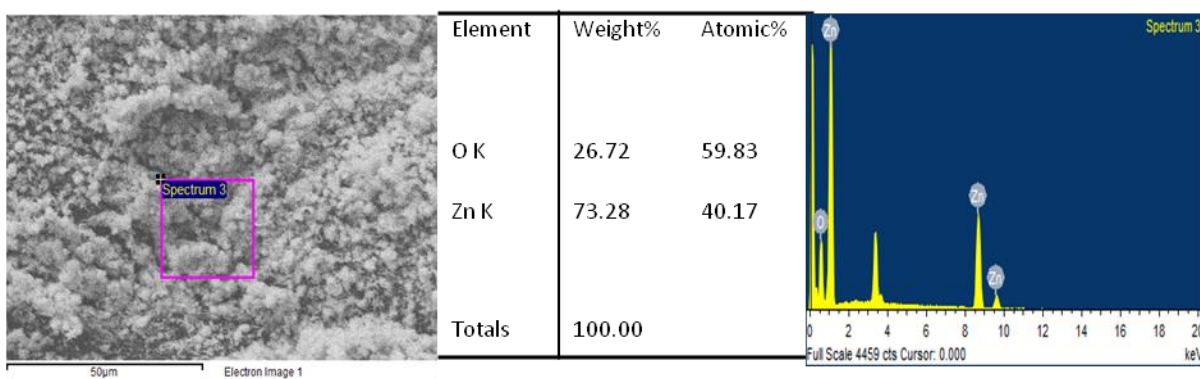 Spectrum 3
50µm
Electron Image 1
Element Weight% Atomic%
O K 26.72 59.83
Zn K 73.28 40.17
Totals 100.00
Spectrum 3
Zn
O
Zn
Zn
0 2 4 6 8 10 12 14 16 18 20
Full Scale 4459 cts Cursor: 0.000
keV